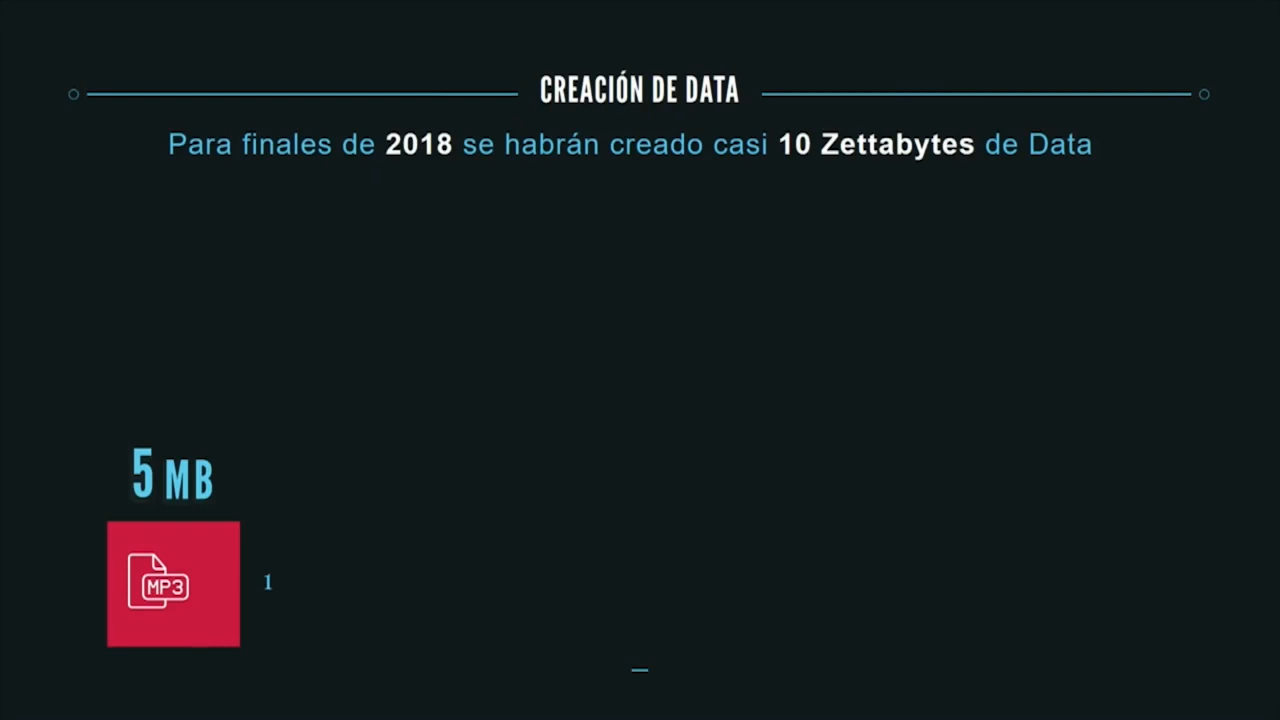 CREACIÓN DE DATA
Para finales de 2018 se habrán creado casi 10 Zettabytes de Data
5 MB
MP3
1